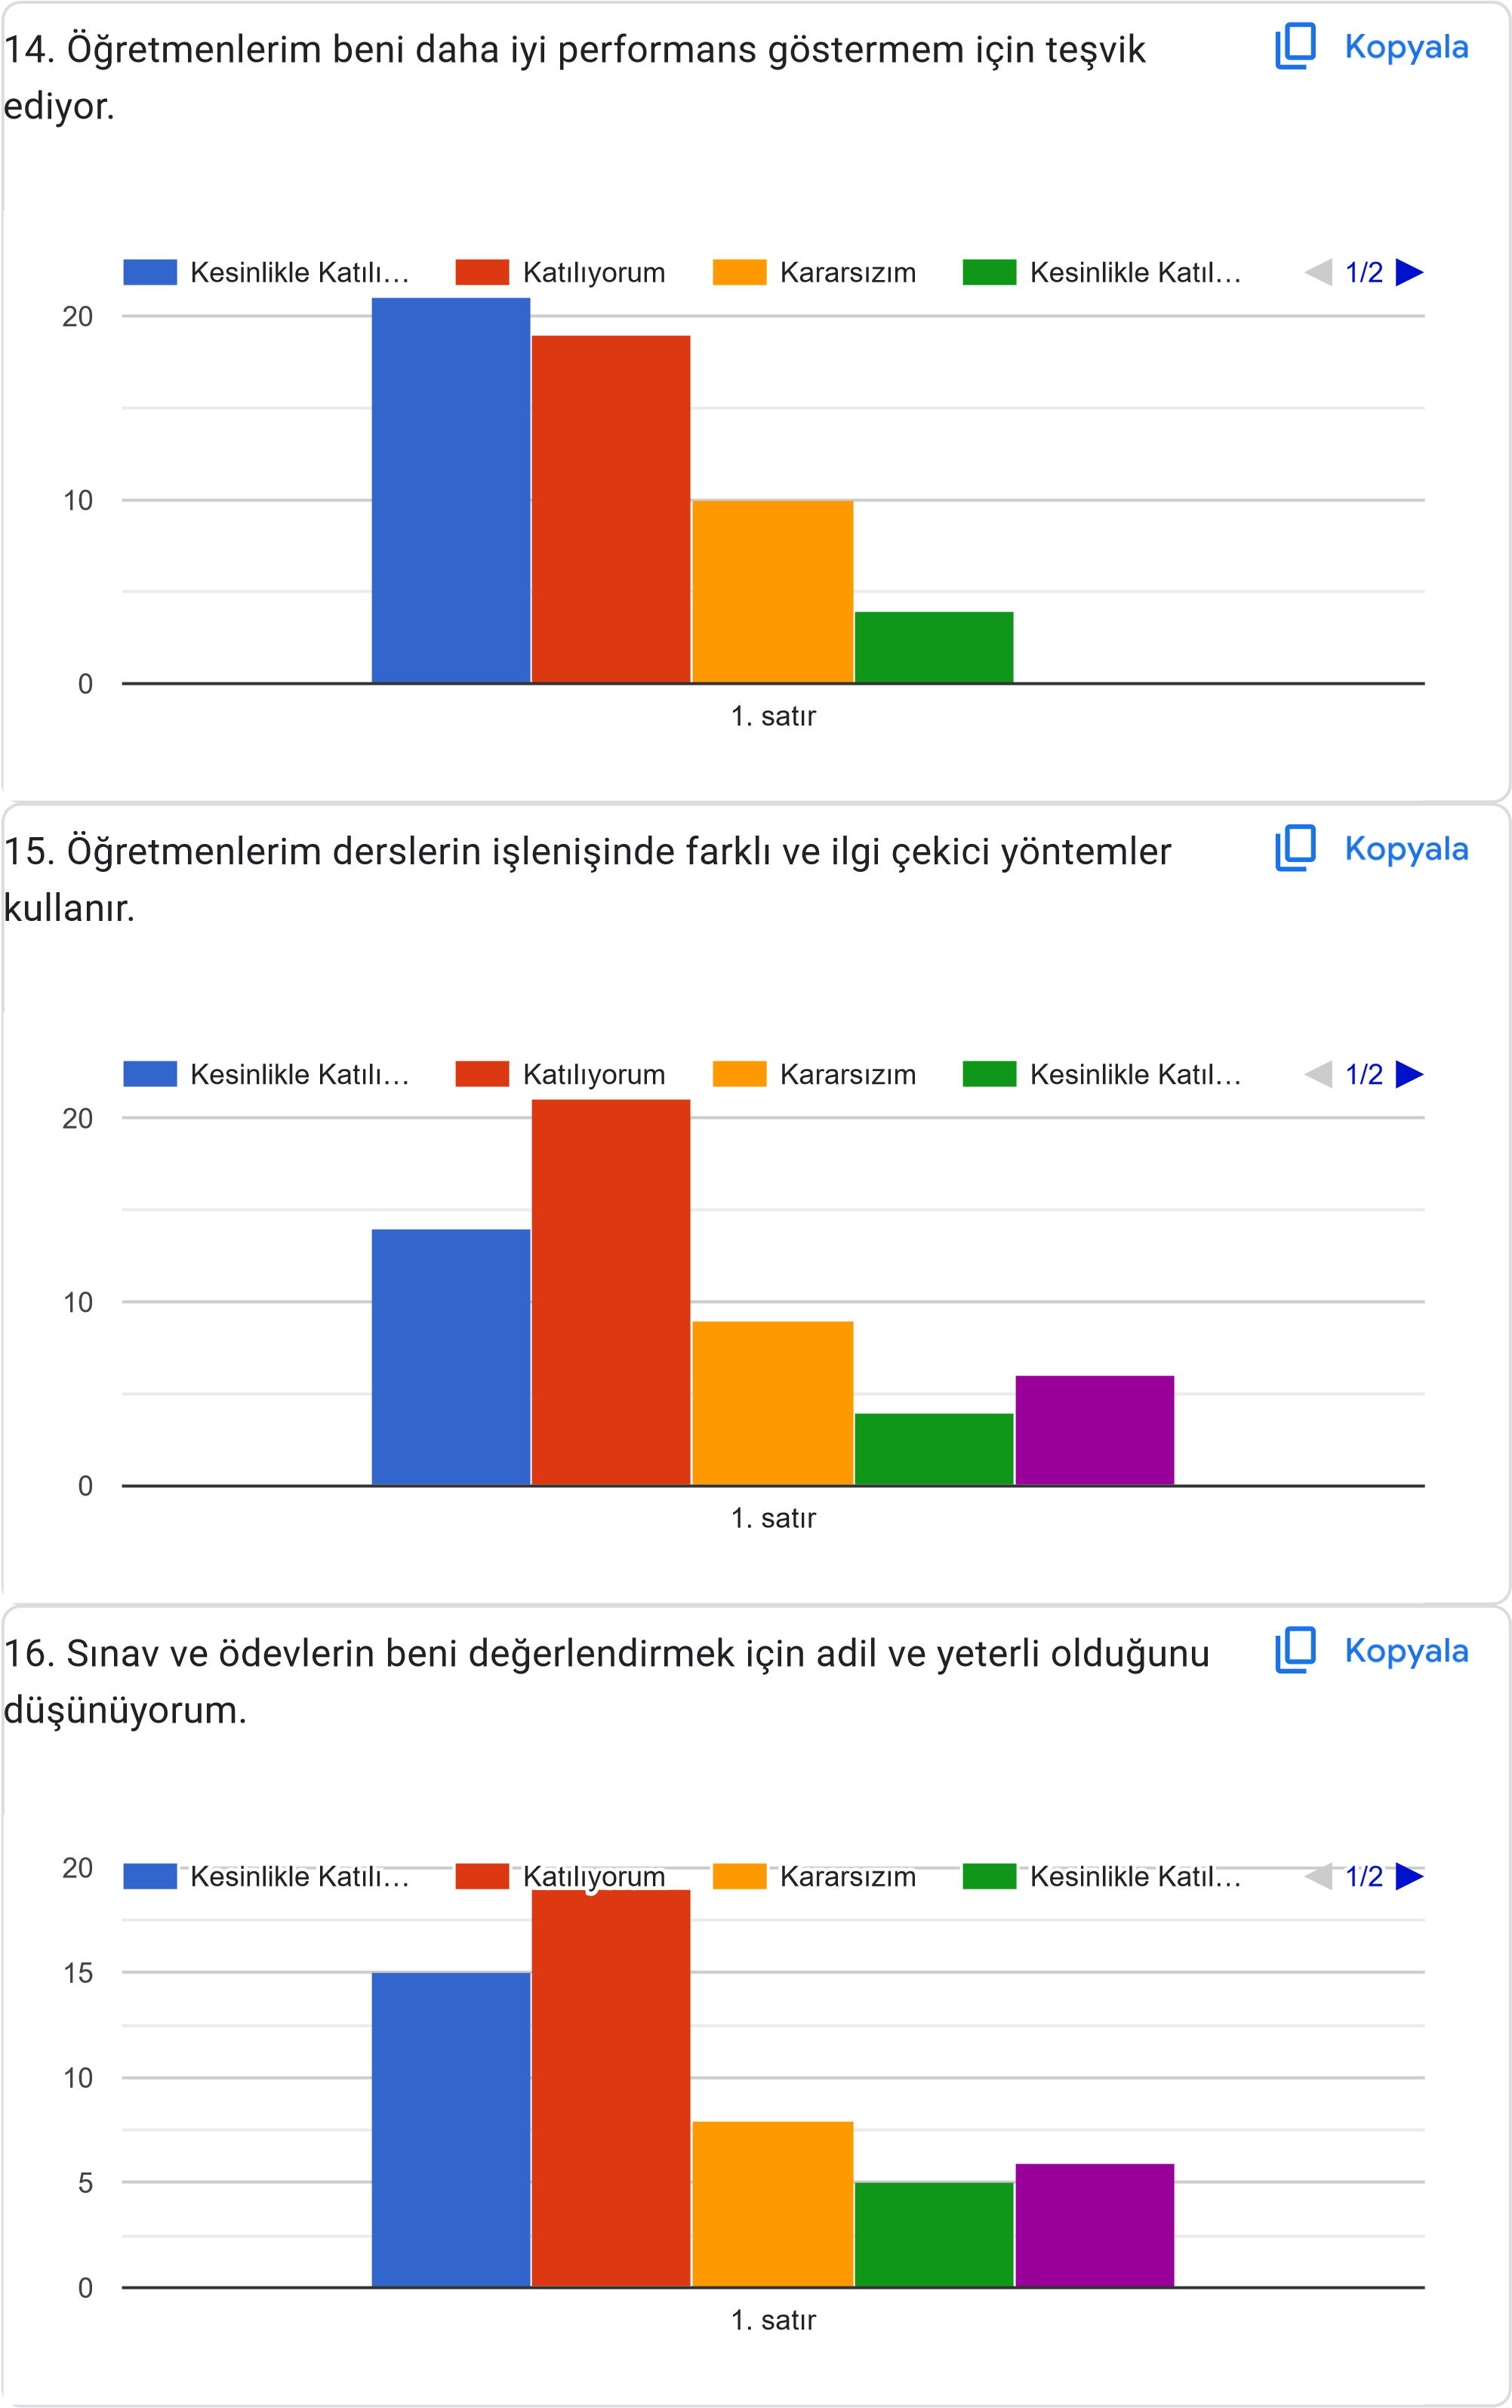 14. Öğretmenlerim beni daha iyi performans göstermem için teşvik
ediyor.
Kopyala
Kesinlikle Katılı… Katılıyorum Kararsızım Kesinlikle Katıl… 1/2
20
10
0
1. satır
15. Öğretmenlerim derslerin işlenişinde farklı ve ilgi çekici yöntemler
kullanır.
Kopyala
Kesinlikle Katılı… Katılıyorum Kararsızım Kesinlikle Katıl… 1/2
20
10
0
1. satır
16. Sınav ve ödevlerin beni değerlendirmek için adil ve yeterli olduğunu
düşünüyorum.
Kopyala
Kesinlikle Katılı… Katılıyorum Kararsızım Kesinlikle Katıl… 1/2
20
15
10
5
0
1. satır